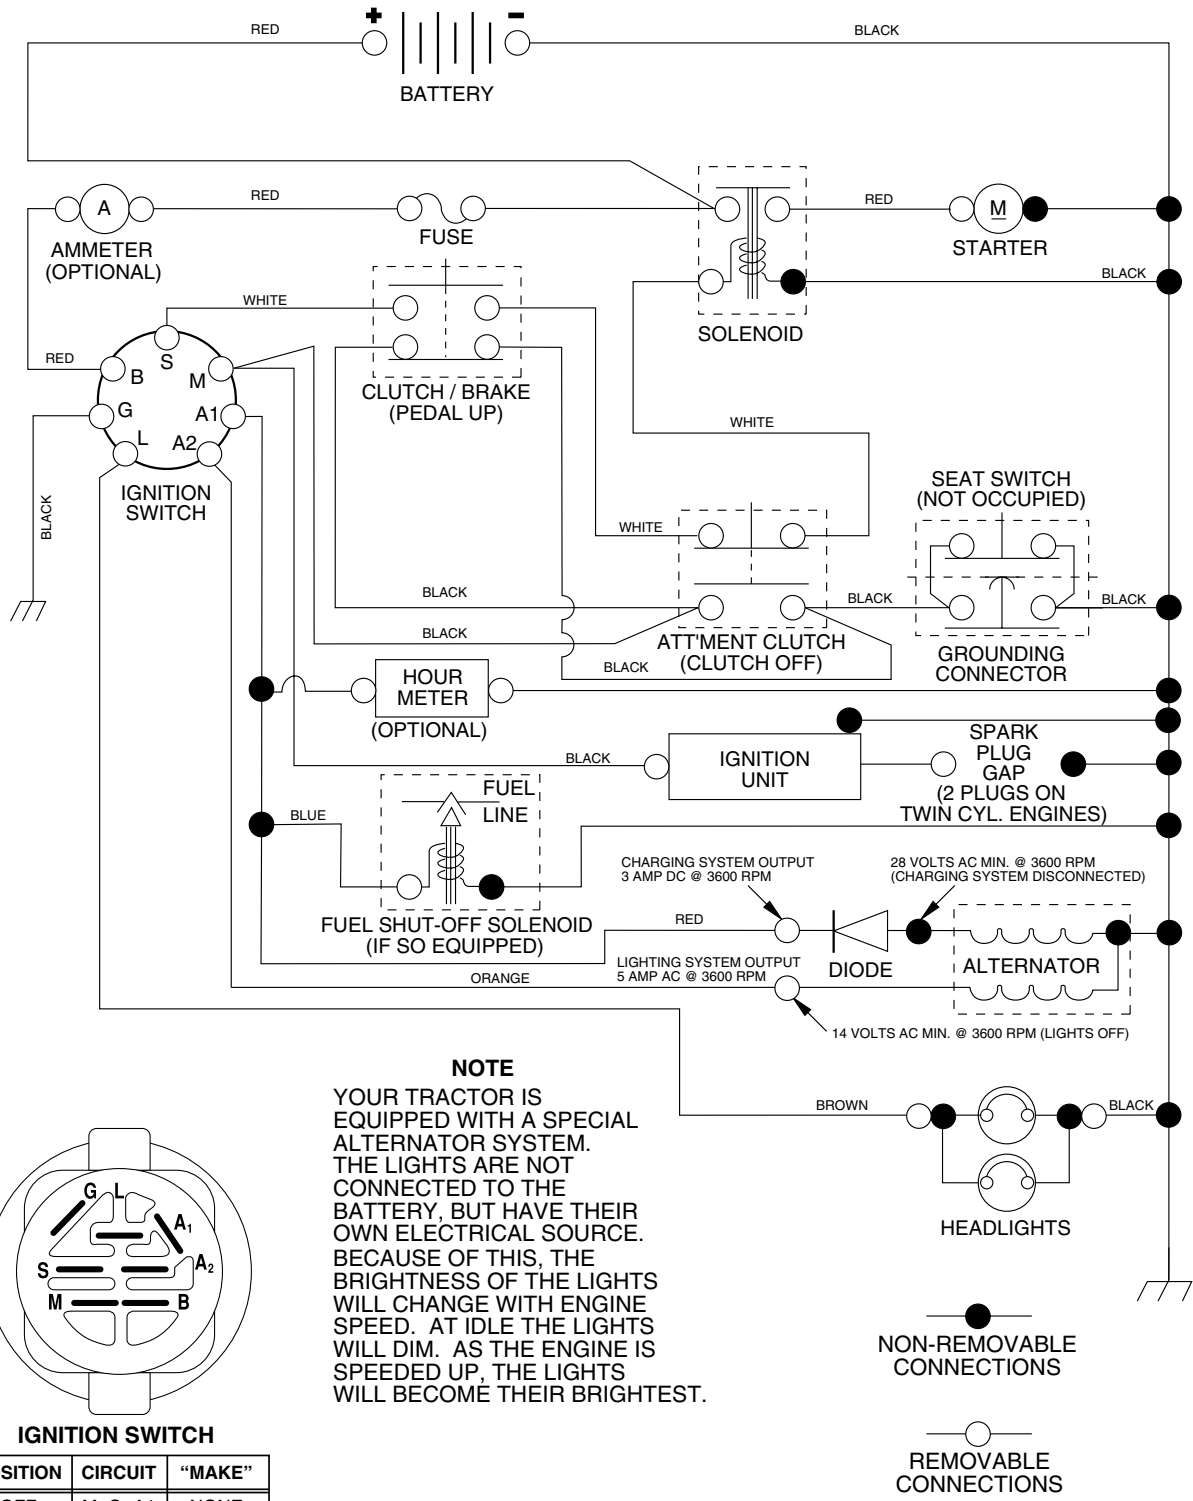 + −
RED
BLACK
BATTERY
RED
A
AMMETER
(OPTIONAL)
FUSE
RED
M
STARTER
BLACK
SOLENOID
WHITE
RED
S
B
M
G
A1
L
A2
CLUTCH / BRAKE
(PEDAL UP)
IGNITION
SWITCH
BLACK
WHITE
SEAT SWITCH
(NOT OCCUPIED)
WHITE
BLACK
BLACK
BLACK
BLACK
ATT'MENT CLUTCH
(CLUTCH OFF)
BLACK
GROUNDING
CONNECTOR
HOUR
METER
(OPTIONAL)
BLACK
IGNITION
UNIT
SPARK
PLUG
GAP
(2 PLUGS ON
TWIN CYL. ENGINES)
FUEL
LINE
BLUE
FUEL SHUT-OFF SOLENOID
(IF SO EQUIPPED)
CHARGING SYSTEM OUTPUT
3 AMP DC @ 3600 RPM
28 VOLTS AC MIN. @ 3600 RPM
(CHARGING SYSTEM DISCONNECTED)
RED
DIODE
ALTERNATOR
LIGHTING SYSTEM OUTPUT
5 AMP AC @ 3600 RPM
ORANGE
14 VOLTS AC MIN. @ 3600 RPM (LIGHTS OFF)
BROWN
BLACK
HEADLIGHTS
NOTE
YOUR TRACTOR IS
EQUIPPED WITH A SPECIAL
ALTERNATOR SYSTEM.
THE LIGHTS ARE NOT
CONNECTED TO THE
BATTERY, BUT HAVE THEIR
OWN ELECTRICAL SOURCE.
BECAUSE OF THIS, THE
BRIGHTNESS OF THE LIGHTS
WILL CHANGE WITH ENGINE
SPEED. AT IDLE THE LIGHTS
WILL DIM. AS THE ENGINE IS
SPEEDED UP, THE LIGHTS
WILL BECOME THEIR BRIGHTEST.
G L
A1
S
A2
M
B
IGNITION SWITCH
SITION CIRCUIT “MAKE”
NON-REMOVABLE
CONNECTIONS
REMOVABLE
CONNECTIONS